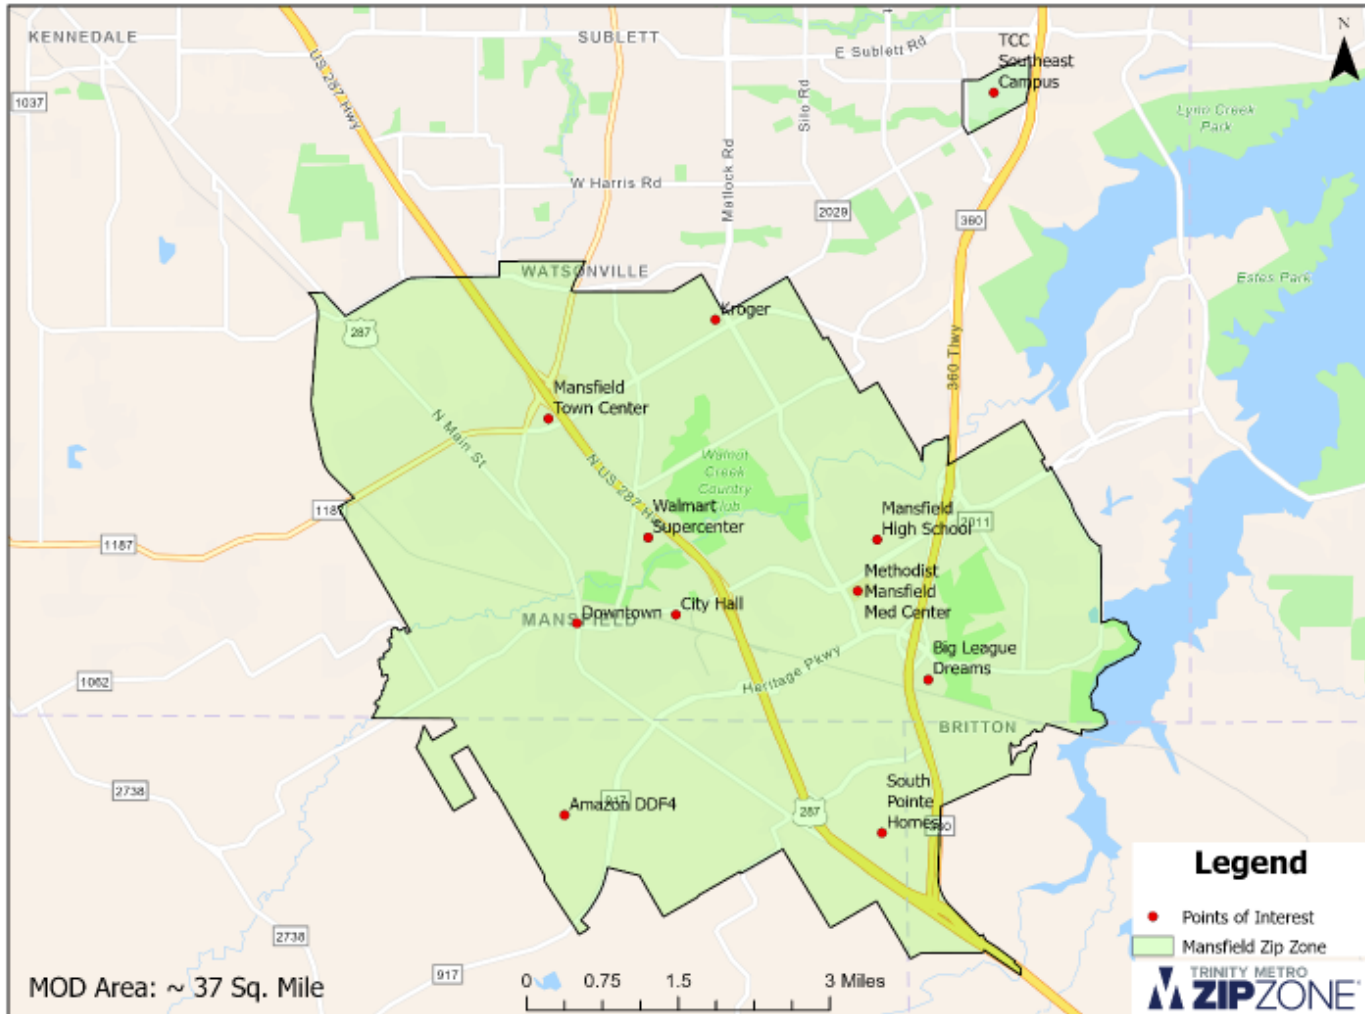 KENNEDALE
SUBLETT
E Sublett Rd
TCC
Southeast
Campus
N
1037
US 287 Hwy
Silo Rd
Lynn Creek
Park
Matlock Rd
W Harris Rd
2029
360
WATSONVILLE
Estes Park
287
Kroger
360 Hwy
Mansfield
Town Center
N Main St
Walnut
Creek
Country
Club
N US 287 H
Walmart
Supercenter
Mansfield
High School
2011
1187
1187
Methodist
Mansfield
Med Center
Downtown
City Hall
MANSFIELD
Big League
Dreams
Heritage Pkwy
1062
BRITTON
2738
South
Pointe
Homes
Amazon DDF4
917
287
360
Legend
Points of Interest
Mansfield Zip Zone
2738
917
MOD Area: ~ 37 Sq. Mile
0 0.75 1.5 3 Miles
TRINITY METRO
ZIPZONE